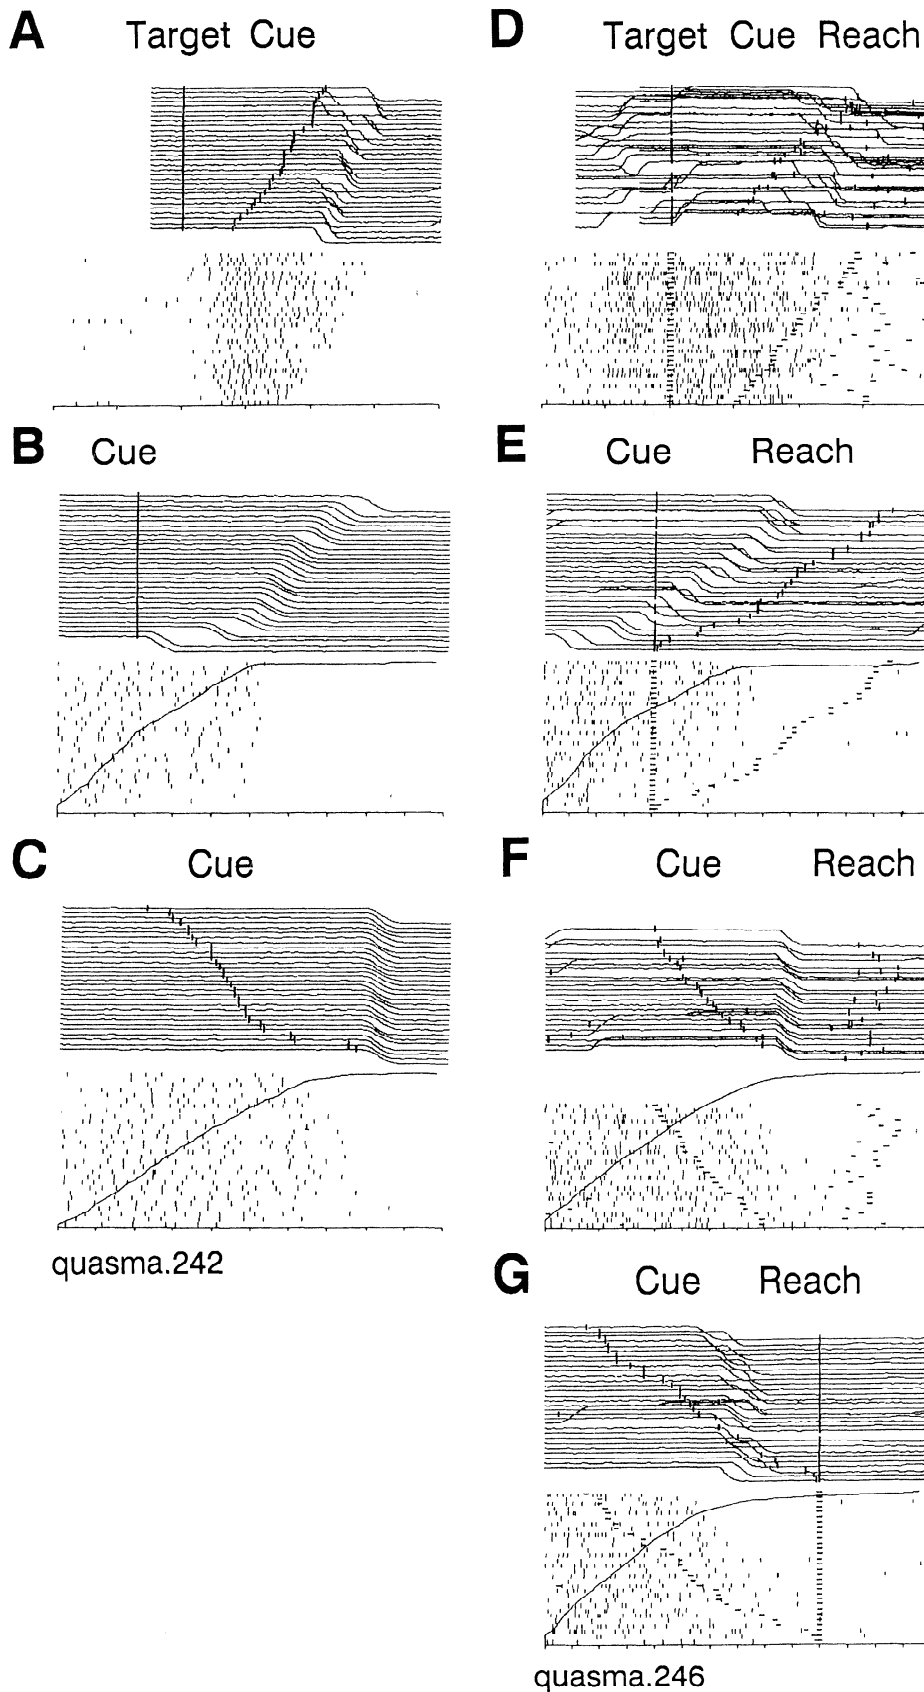 A Target Cue
D Target Cue Reach
B Cue
E Cue Reach
C Cue
F Cue Reach
quasma.242
G Cue Reach
quasma.246